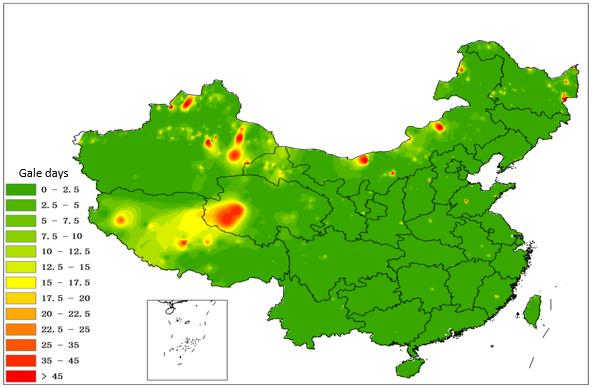 Gale days
0 – 2.5
2.5 – 5
5 – 7.5
7.5 – 10
10 – 12.5
12.5 – 15
15 – 17.5
17.5 – 20
20 – 22.5
22.5 – 25
25 – 35
35 – 45
> 45